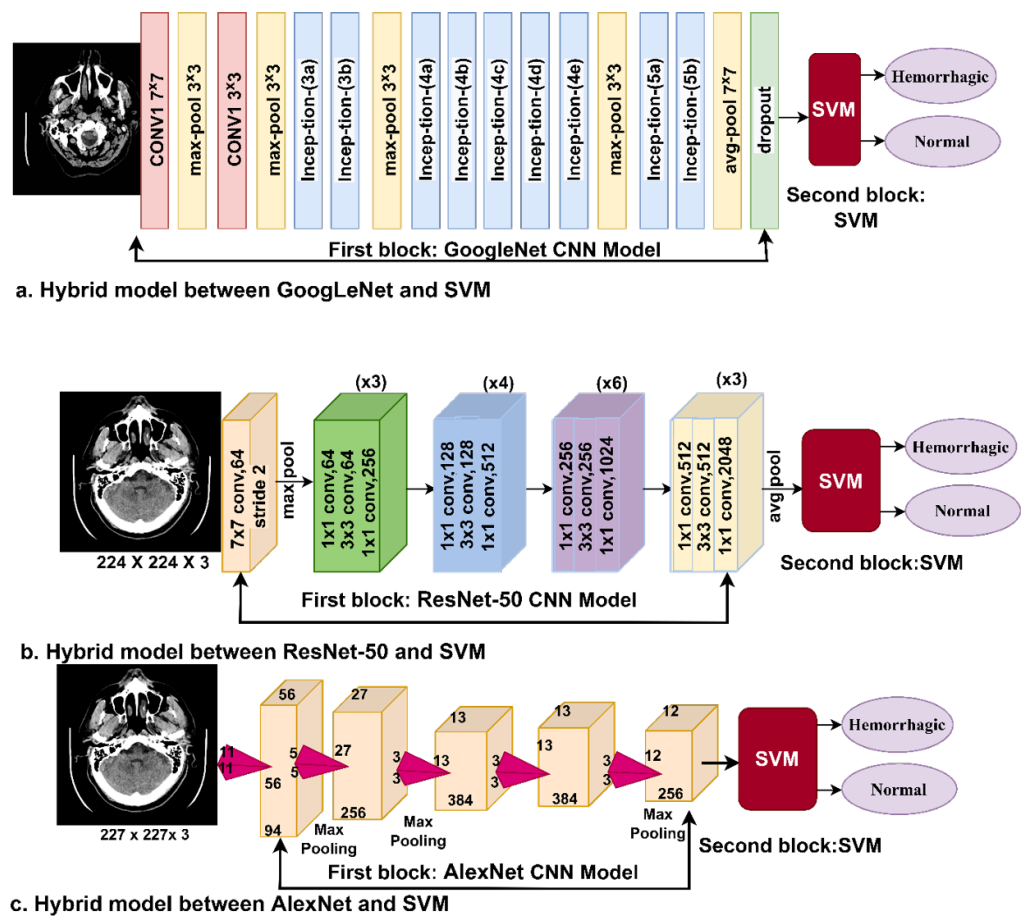 CONV1 7×7
max-pool 3×3
CONV1 3×3
max-pool 3×3
Incep-tion-(3a)
Incep-tion-(3b)
max-pool 3×3
Incep-tion-(4a)
Incep-tion-(4b)
Incep-tion-(4c)
Incep-tion-(4d)
Incep-tion-(4e)
max-pool 3×3
Incep-tion-(5a)
Incep-tion-(5b)
avg-pool 7×7
dropout
SVM
Hemorrhagic
Normal
Second block:
SVM
First block: GoogleNet CNN Model
a. Hybrid model between GoogLeNet and SVM
224 X 224 X 3
7x7 conv,64
stride 2
max pool
(x3)
1x1 conv,64
3x3 conv,64
1x1 conv,256
(x4)
1x1 conv,128
3x3 conv,128
1x1 conv,512
(x6)
1x1 conv,256
3x3 conv,256
1x1 conv,1024
(x3)
1x1 conv,512
3x3 conv,512
1x1 conv,2048
avg pool
SVM
Hemorrhagic
Normal
Second block:SVM
First block: ResNet-50 CNN Model
b. Hybrid model between ResNet-50 and SVM
227 x 227x 3
11
11
56
56
94
5
5
Max
Pooling
27
27
256
3
3
Max
Pooling
13
13
384
3
3
13
13
384
3
3
Max
Pooling
12
12
256
SVM
Hemorrhagic
Normal
Second block:SVM
First block: AlexNet CNN Model
c. Hybrid model between AlexNet and SVM